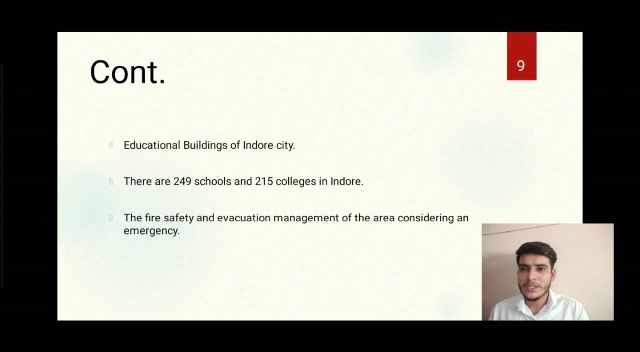 9
Cont.
Educational Buildings of Indore city.
There are 249 schools and 215 colleges in Indore.
The fire safety and evacuation management of the area considering an
emergency.